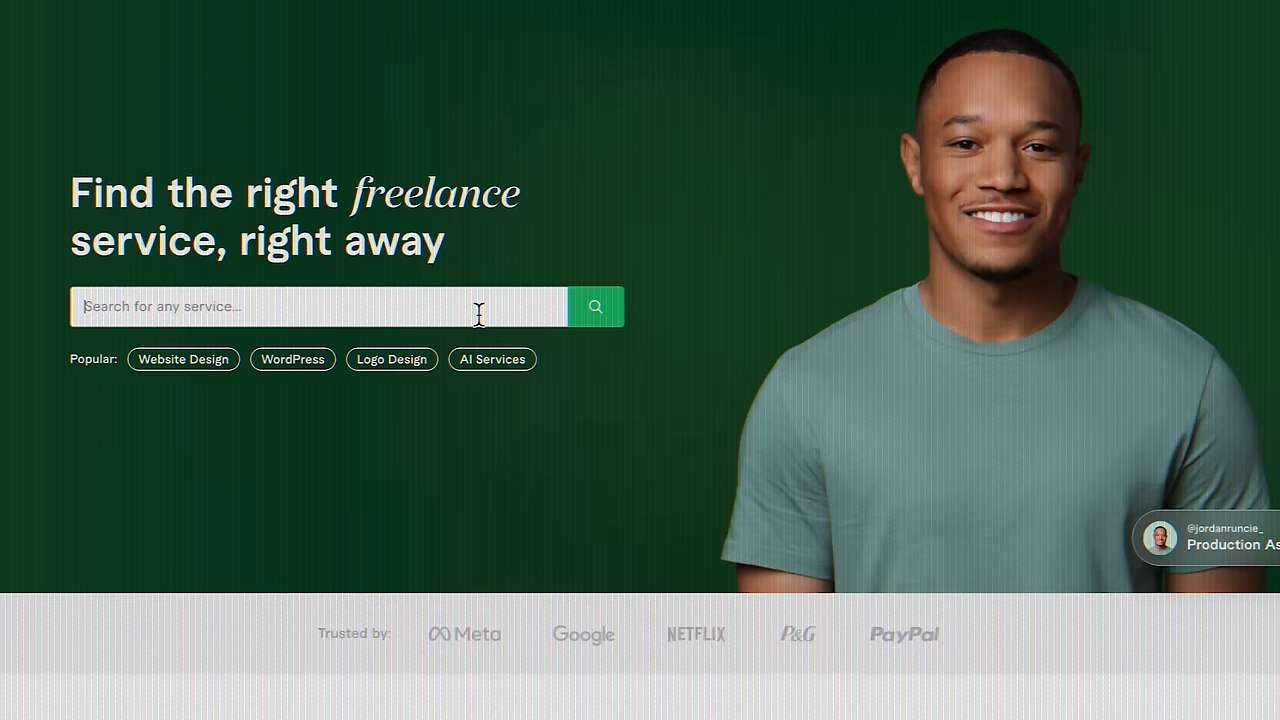 Find the right freelance
service, right away
Search for any service...
Popular: Website Design WordPress Logo Design AI Services
@jordanruncie_
Production As
Trusted by: Meta Google NETFLIX P&G PayPal